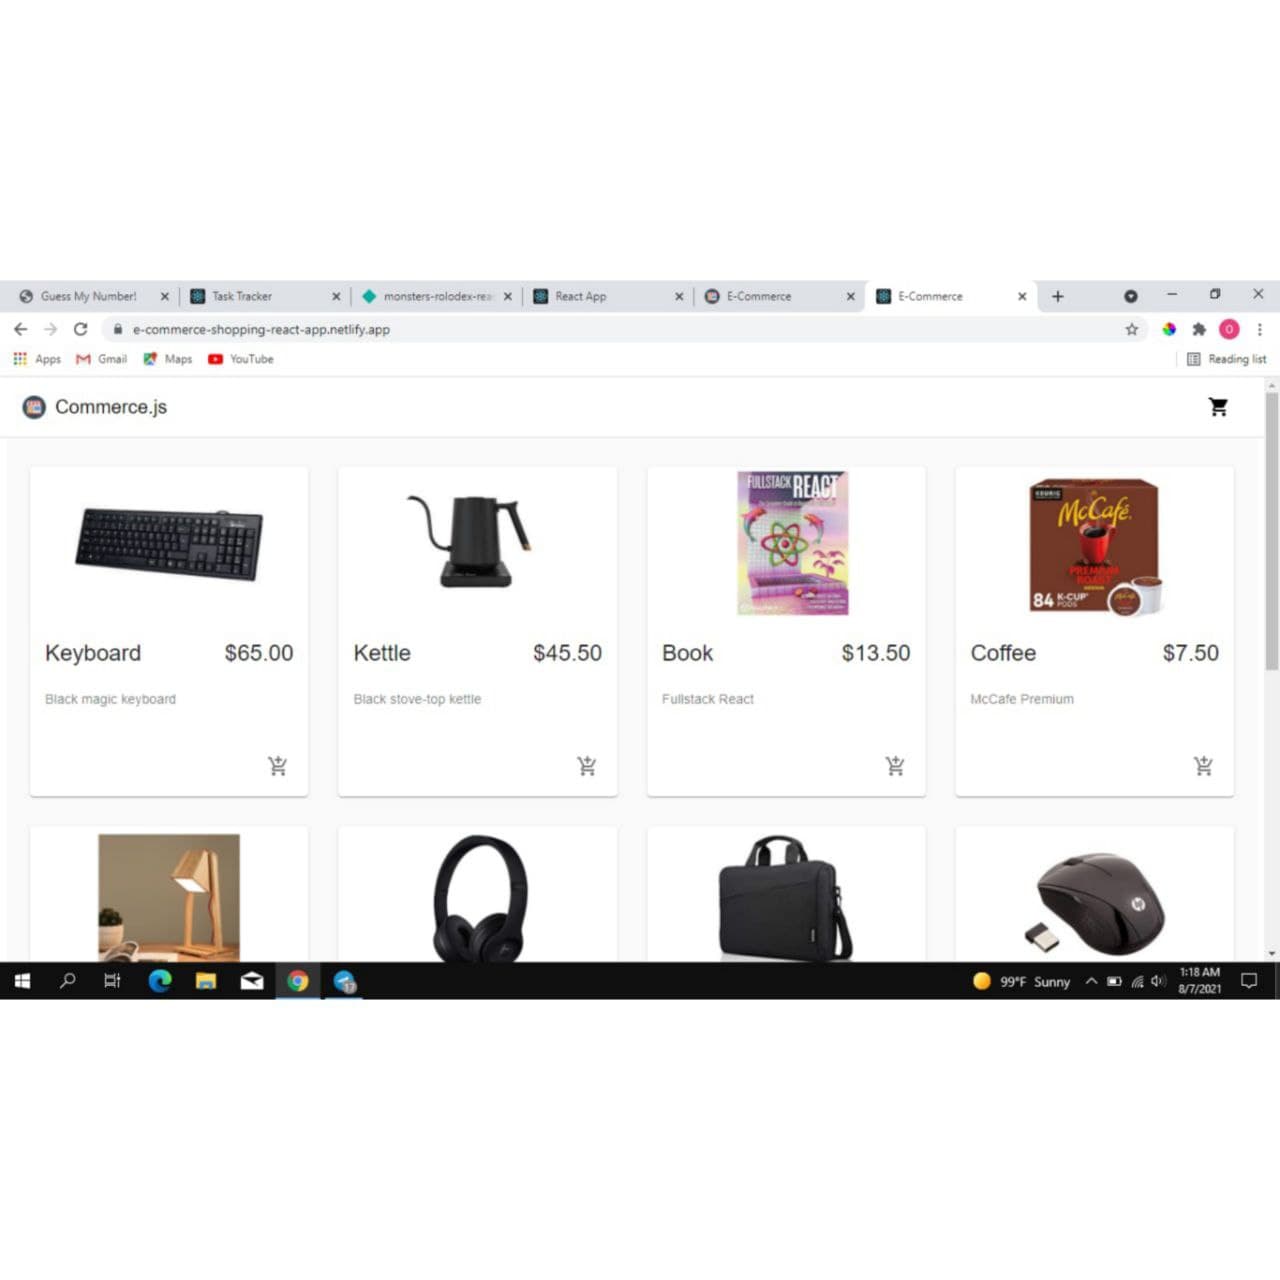 Guess My Number!
Task Tracker
monsters-rolodex-rea
React App
E-Commerce
E-Commerce
e-commerce-shopping-react-app.netlify.app
O
Apps
Gmail
Maps
YouTube
Reading list
Commerce.js
FULLSTACK REACT
KEURIG
McCafé
PREMIUM
ROAST
84 K-CUP
PODS
Keyboard $65.00
Kettle $45.50
Book $13.50
Coffee $7.50
Black magic keyboard
Black stove-top kettle
Fullstack React
McCafe Premium
hp
17
99°F Sunny
1:18 AM
8/7/2021